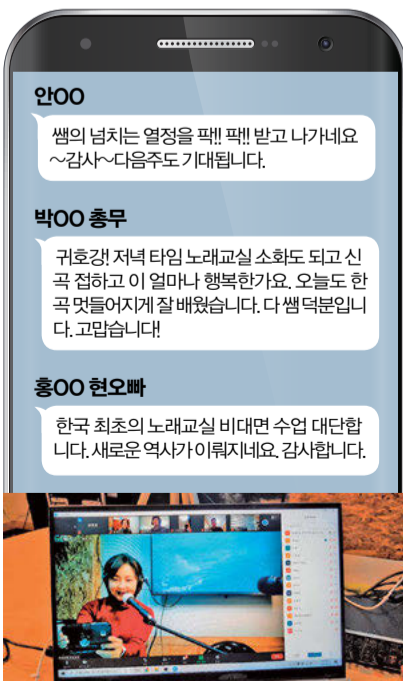 안OO
쌤의 넘치는 열정을 팍!! 팍!! 받고 나가네요
~감사~다음주도 기대됩니다.
박OO 총무
귀호강! 저녁 타임 노래교실 소화도 되고 신
곡 접하고 이 얼마나 행복한가요. 오늘도 한
곡 멋들어지게 잘 배웠습니다. 다 쌤 덕분입니
다. 고맙습니다!
홍OO 현오빠
한국 최초의 노래교실 비대면 수업 대단합
니다. 새로운 역사가 이뤄지네요. 감사합니다.